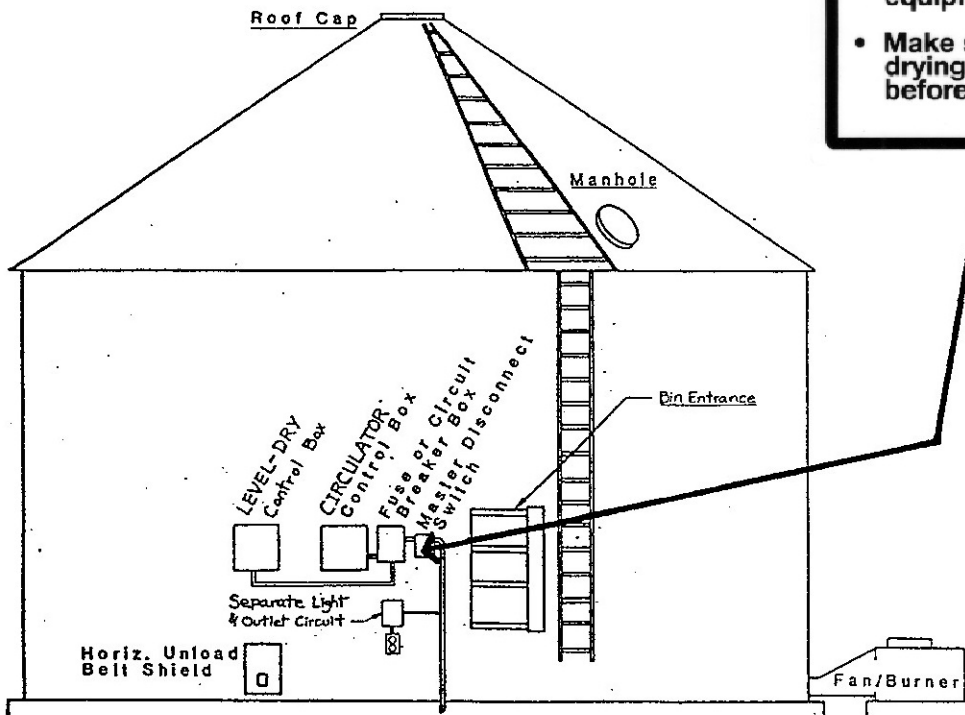 equip
• Make
drying
before
Roof Cap
Manhole
Bin Entrance
LEVEL-DRY
Control Box
CIRCULATOR
Control Box
Fuse or Circuit
Breaker Box
Master Disconnect
Switch
Separate Light
& Outlet Circuit
Horiz. Unload
Belt Shield
Fan/Burner